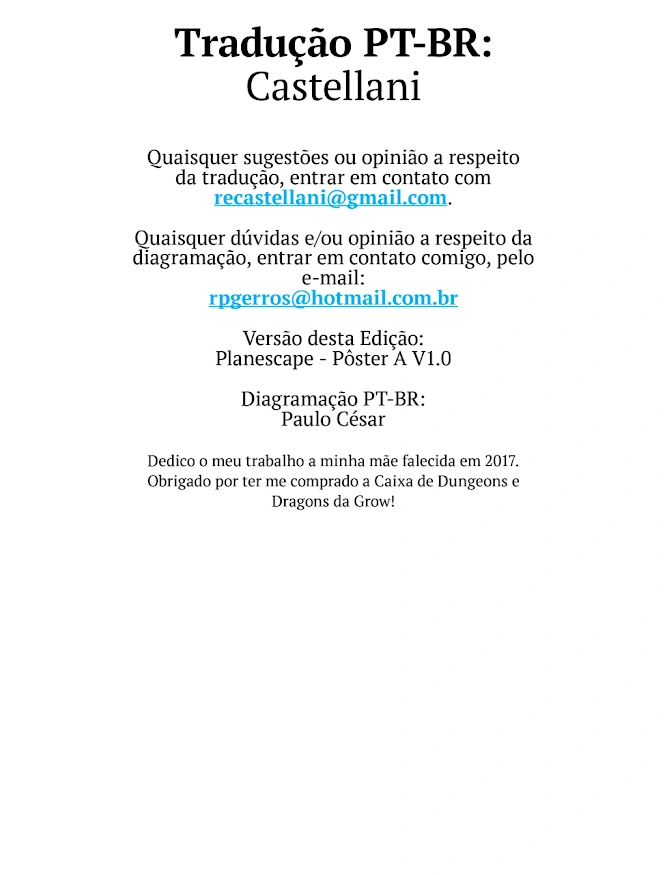 Tradução PT-BR:
Castellani
Quaisquer sugestões ou opinião a respeito
da tradução, entrar em contato com
recastellani@gmail.com.
Quaisquer dúvidas e/ou opinião a respeito da
diagramação, entrar em contato comigo, pelo
e-mail:
rpgerros@hotmail.com.br
Versão desta Edição:
Planescape - Pôster A V1.0
Diagramação PT-BR:
Paulo César
Dedico o meu trabalho a minha mãe falecida em 2017.
Obrigado por ter me comprado a Caixa de Dungeons e
Dragons da Grow!